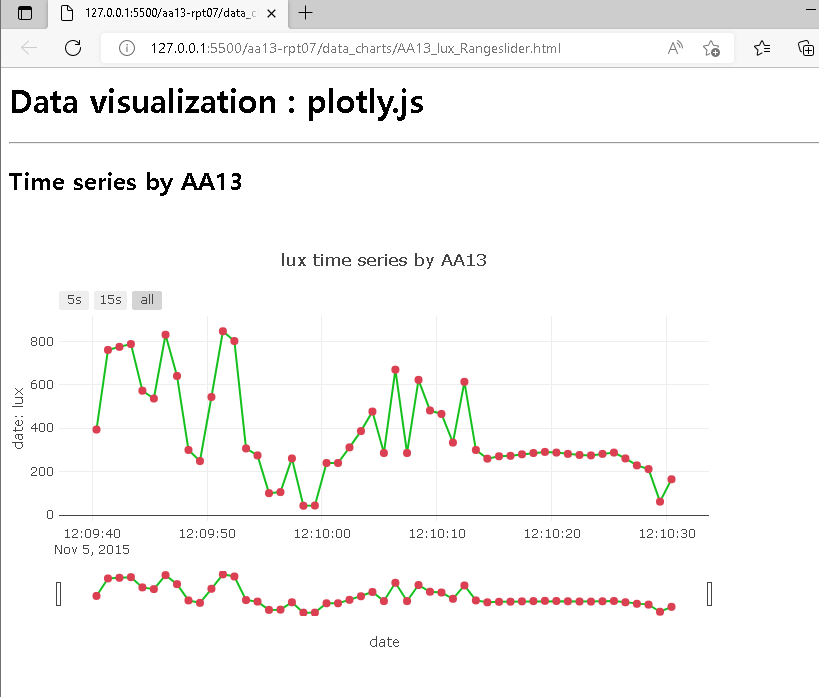 127.0.0.1:5500/aa13-rpt07/data_c
127.0.0.1:5500/aa13-rpt07/data_charts/AA13_lux_Rangeslider.html
Data visualization : plotly.js
Time series by AA13
lux time series by AA13
5s 15s all
800
600
400
200
0
date: lux
12:09:40 12:09:50 12:10:00 12:10:10 12:10:20 12:10:30
Nov 5, 2015
date